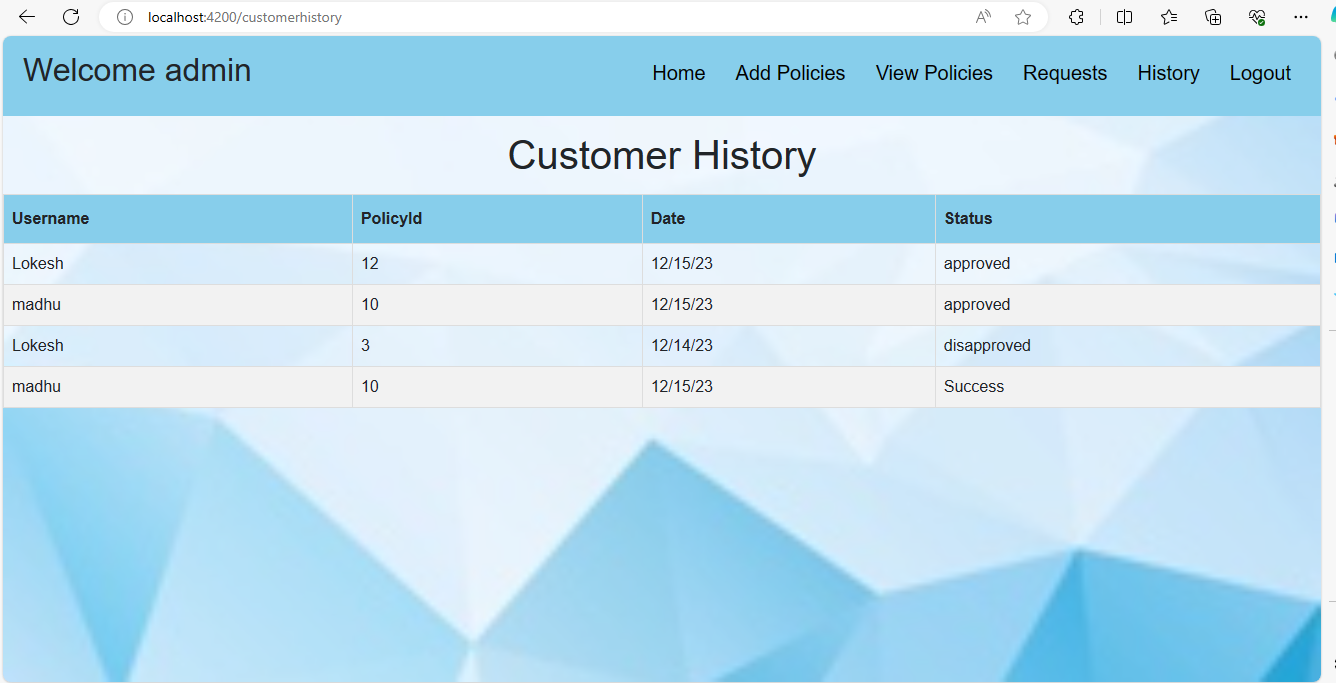 localhost:4200/customerhistory
Welcome admin Home Add Policies View Policies Requests History Logout
Customer History
Username PolicyId Date Status
Lokesh 12 12/15/23 approved
madhu 10 12/15/23 approved
Lokesh 3 12/14/23 disapproved
madhu 10 12/15/23 Success